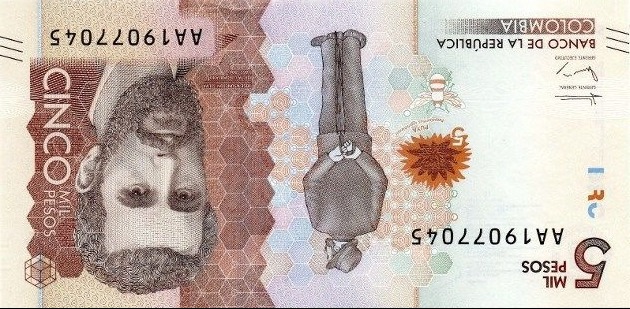 5 MIL
PESOS
AA19077045
GERENTE GENERAL
GERENTE EJECUTIVO
BANCO DE LA REPÚBLICA
COLOMBIA
5
CINCO
MIL
PESOS
AA19077045